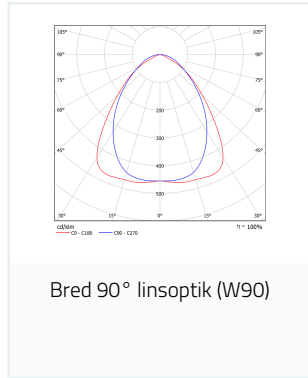 105° 105°
90° 90°
75° 75°
60° 60°
45° 45°
200
300
400
500
30° 15° 0° 15° 30°
cd/klm η = 100%
C0 - C180 C90 - C270
Bred 90° linsoptik (W90)